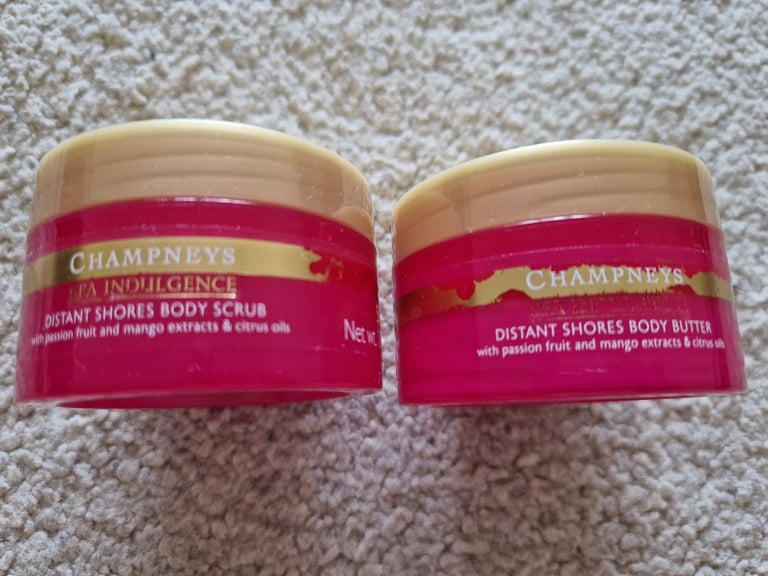 CHAMPNEYS
SPA INDULGENCE
DISTANT SHORES BODY SCRUB
with passion fruit and mango extracts & citrus oils
Net wt.
CHAMPNEYS
DISTANT SHORES BODY BUTTER
with passion fruit and mango extracts & citrus oils